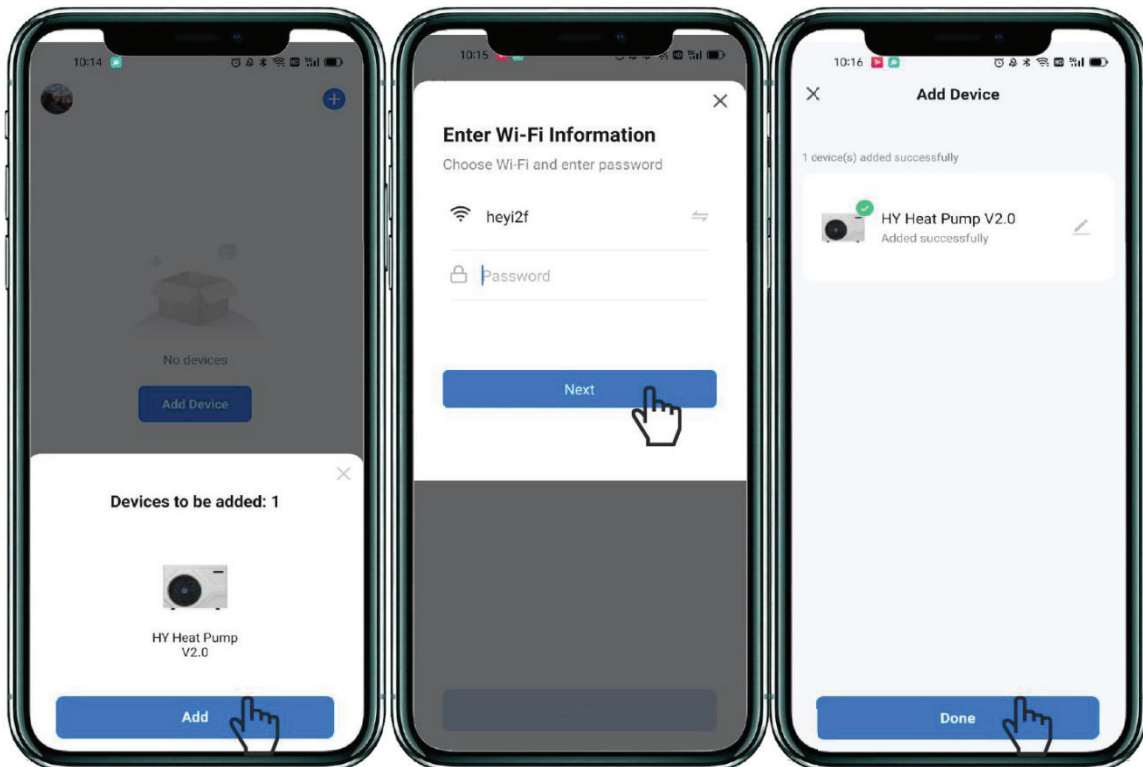 10:14
No devices
Add Device
Devices to be added: 1
HY Heat Pump
V2.0
Add
10:15
Enter Wi-Fi Information
Choose Wi-Fi and enter password
heyi2f
Password
Next
10:16
Add Device
1 device(s) added successfully
HY Heat Pump V2.0
Added successfully
Done